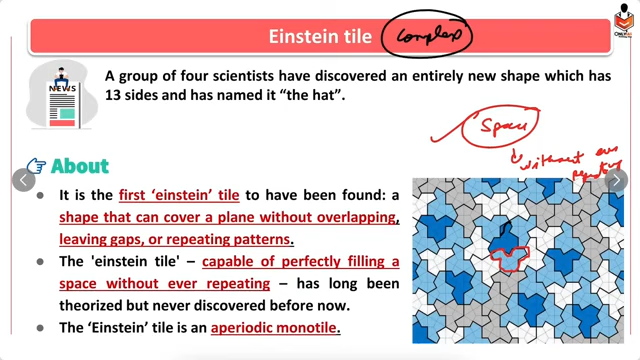 Einstein tile
complex
A group of four scientists have discovered an entirely new shape which has
13 sides and has named it “the hat”.
NEWS
Space
without ever
repeating
About
• It is the first ‘einstein’ tile to have been found: a
shape that can cover a plane without overlapping,
leaving gaps, or repeating patterns.
• The 'einstein tile' – capable of perfectly filling a
space without ever repeating – has long been
theorized but never discovered before now.
• The ‘Einstein’ tile is an aperiodic monotile.